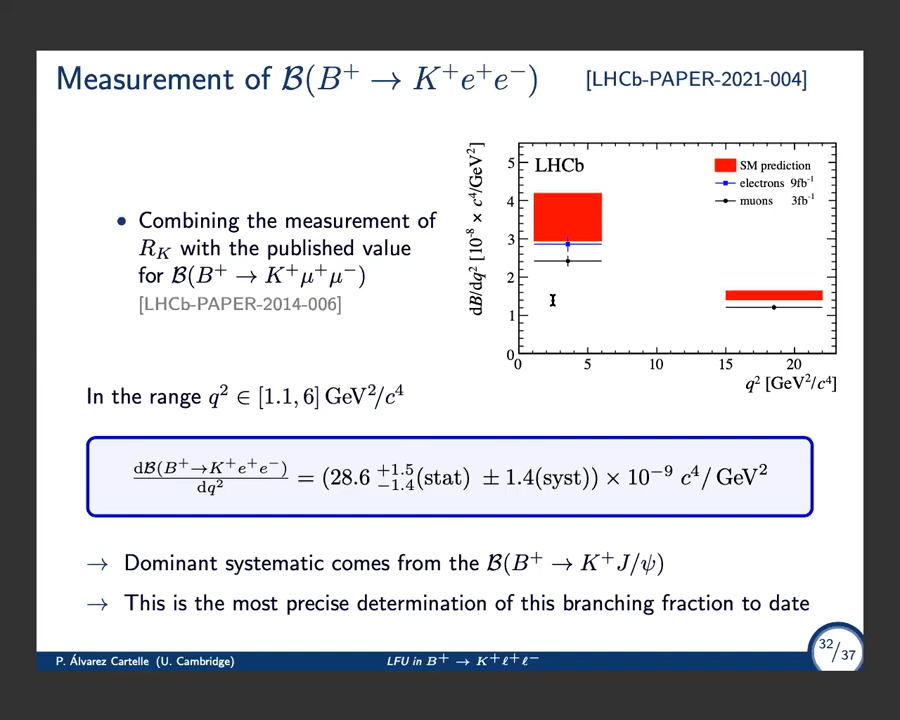 Measurement of ℬ(B⁺ → K⁺e⁺e⁻) [LHCb-PAPER-2021-004]
• Combining the measurement of
R_K with the published value
for ℬ(B⁺ → K⁺μ⁺μ⁻)
[LHCb-PAPER-2014-006]
dB/dq² [10⁻⁸ × c⁴/GeV²]
5
4
3
2
1
0
LHCb
SM prediction
electrons 9fb⁻¹
muons 3fb⁻¹
0 5 10 15 20
q² [GeV²/c⁴]
In the range q² ∈ [1.1, 6] GeV²/c⁴
dℬ(B⁺→K⁺e⁺e⁻)/dq² = (28.6 +1.5 −1.4 (stat) ± 1.4(syst)) × 10⁻⁹ c⁴/GeV²
→ Dominant systematic comes from the ℬ(B⁺ → K⁺J/ψ)
→ This is the most precise determination of this branching fraction to date
P. Álvarez Cartelle (U. Cambridge) LFU in B⁺ → K⁺ℓ⁺ℓ⁻ 32/37